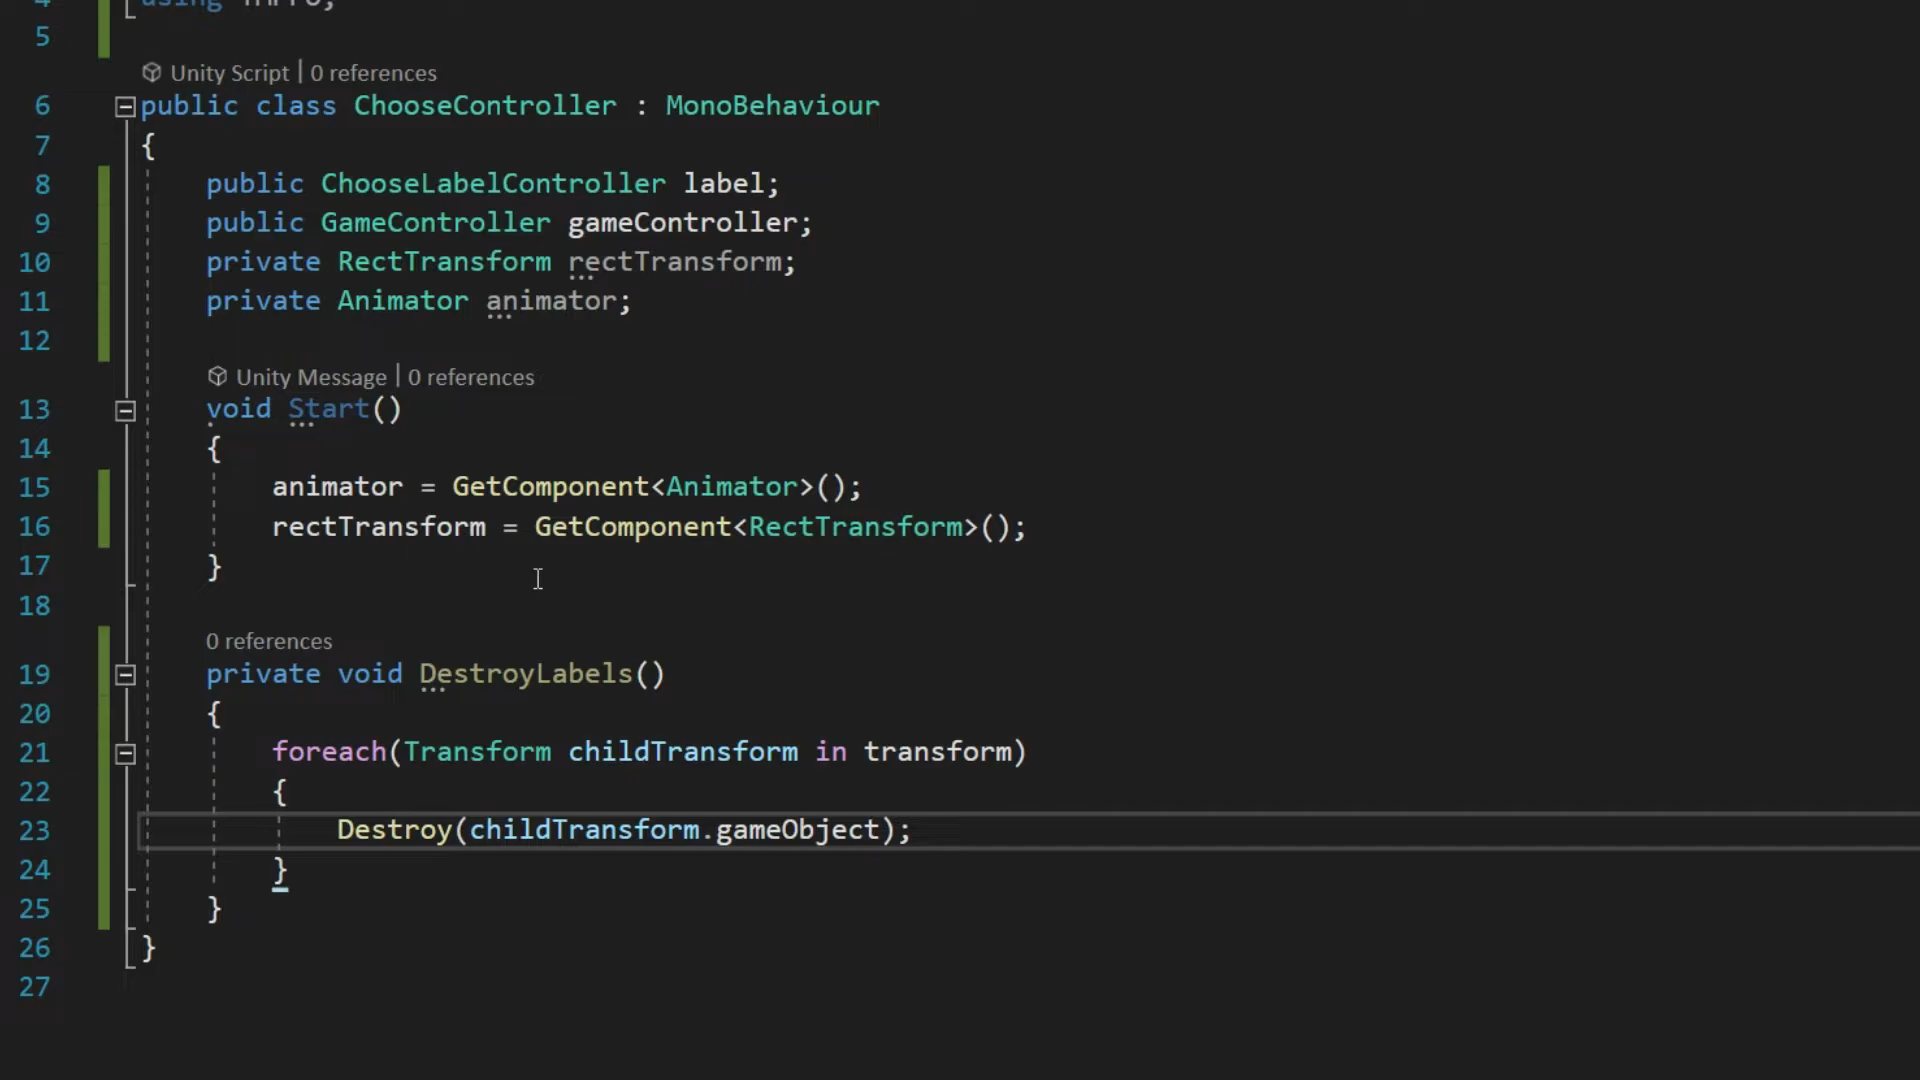 4 using TMPro;
5
Unity Script | 0 references
6 public class ChooseController : MonoBehaviour
7 {
8 public ChooseLabelController label;
9 public GameController gameController;
10 private RectTransform rectTransform;
11 private Animator animator;
12
Unity Message | 0 references
13 void Start()
14 {
15 animator = GetComponent<Animator>();
16 rectTransform = GetComponent<RectTransform>();
17 }
18
0 references
19 private void DestroyLabels()
20 {
21 foreach(Transform childTransform in transform)
22 {
23 Destroy(childTransform.gameObject);
24 }
25 }
26 }
27